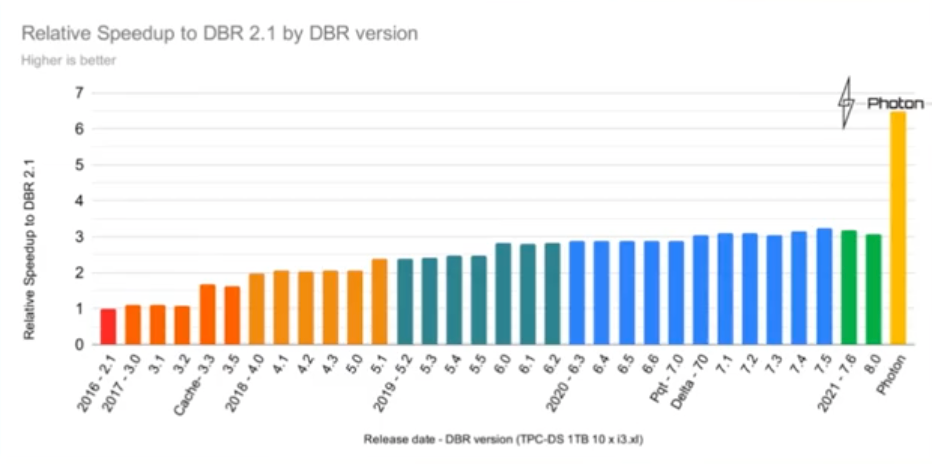 Relative Speedup to DBR 2.1 by DBR version
Higher is better
Photon
7
6
5
4
3
2
1
0
Relative Speedup to DBR 2.1
2016 - 2.1
2017 - 3.0
3.1
3.2
Cache- 3.3
3.5
2018 - 4.0
4.1
4.2
4.3
5.0
5.1
2019 - 5.2
5.3
5.4
5.5
6.0
6.1
6.2
2020 - 6.3
6.4
6.5
6.6
Pqt - 7.0
Delta - 70
7.1
7.2
7.3
7.4
7.5
2021 - 7.6
8.0
Photon
Release date - DBR version (TPC-DS 1TB 10 x i3.xl)